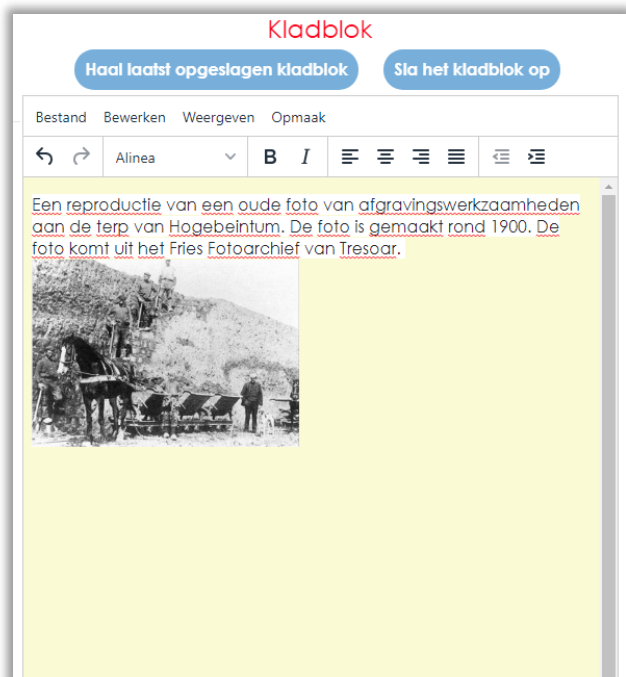 Kladblok
Haal laatst opgeslagen kladblok Sla het kladblok op
Bestand Bewerken Weergeven Opmaak
Alinea B I
Een reproductie van een oude foto van afgravingswerkzaamheden
aan de terp van Hogebeintum. De foto is gemaakt rond 1900. De
foto komt uit het Fries Fotoarchief van Tresoar.